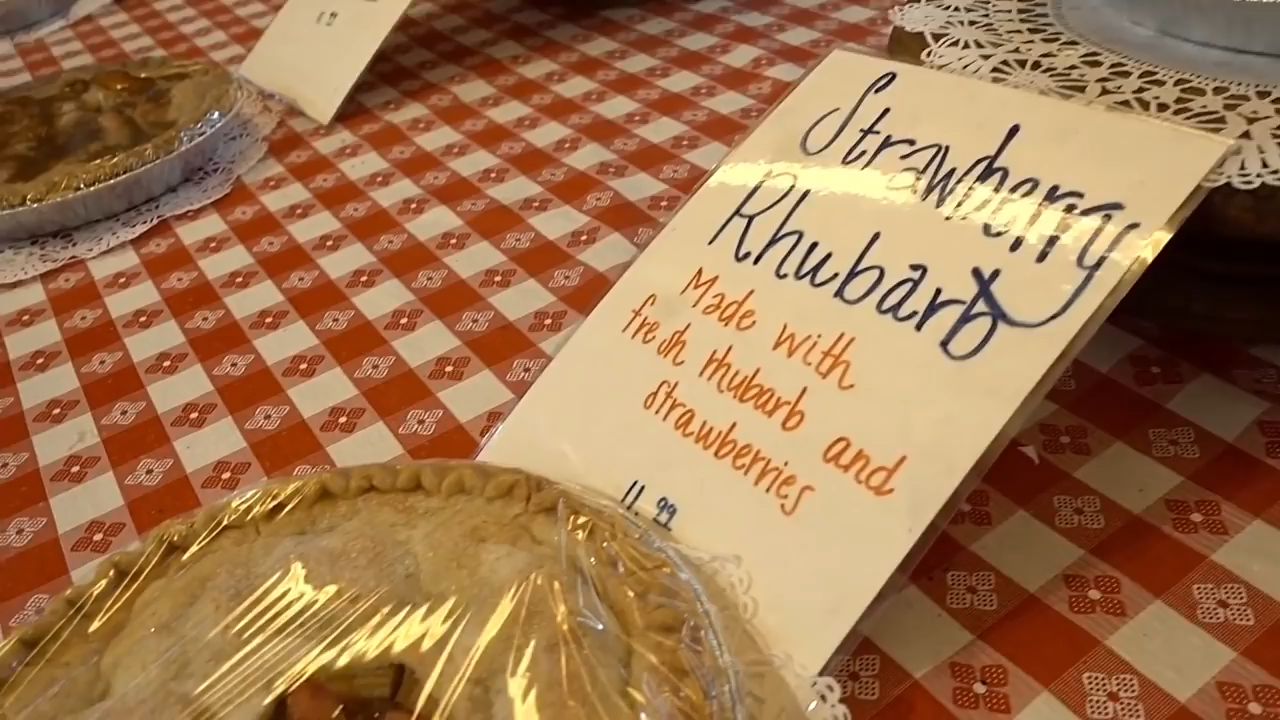 Strawberry
Rhubarb
Made with
fresh rhubarb and
strawberries
11.99